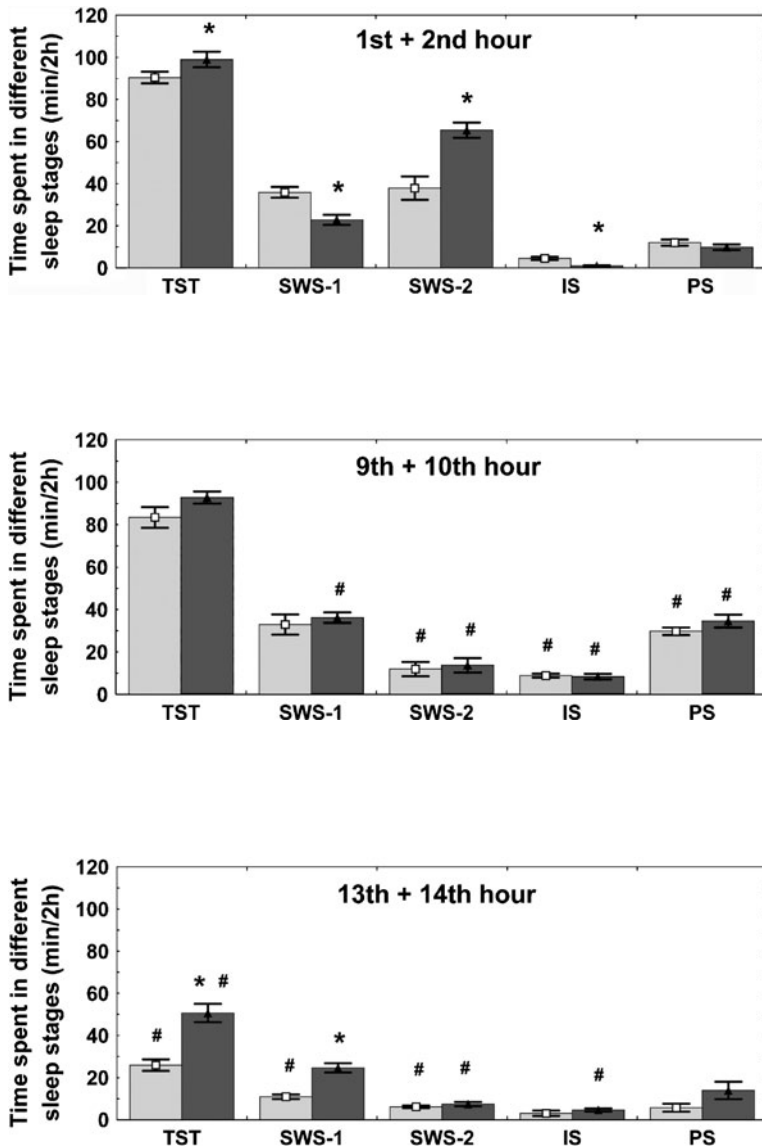 Time spent in different
sleep stages (min/2h)
120
100
80
60
40
20
0
1st + 2nd hour
*
*
*
*
TST SWS-1 SWS-2 IS PS
Time spent in different
sleep stages (min/2h)
120
100
80
60
40
20
0
9th + 10th hour
#
# #
# #
# #
TST SWS-1 SWS-2 IS PS
Time spent in different
sleep stages (min/2h)
120
100
80
60
40
20
0
13th + 14th hour
# * #
# *
# #
#
TST SWS-1 SWS-2 IS PS